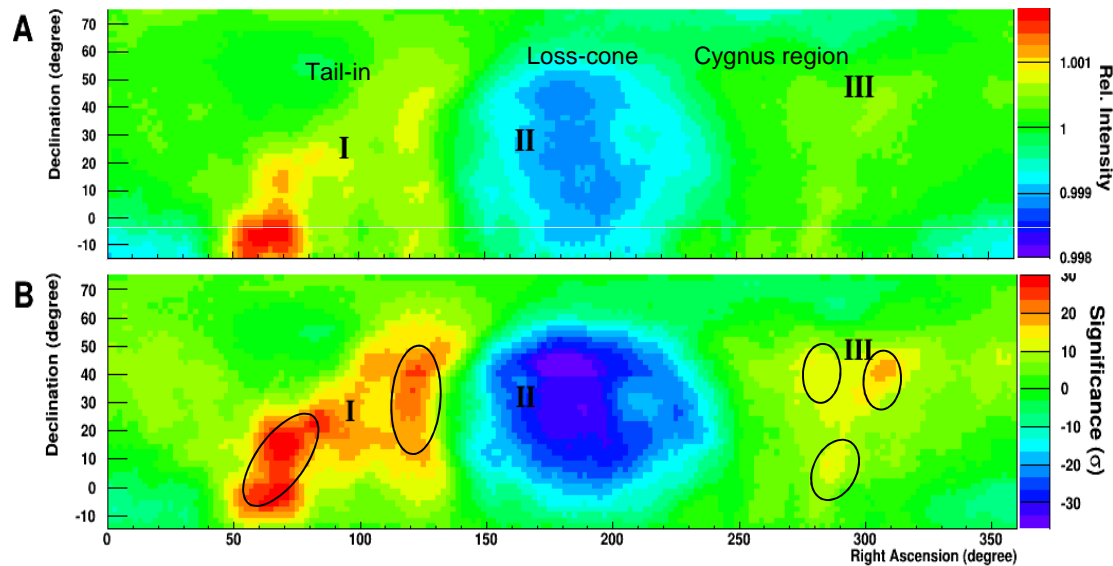 A
Declination (degree)
70
60
50
40
30
20
10
0
-10
Tail-in
Loss-cone
Cygnus region
I
II
III
1.001
1
0.999
0.998
Rel. Intensity
B
Declination (degree)
70
60
50
40
30
20
10
0
-10
I
II
III
30
20
10
0
-10
-20
-30
Significance (σ)
0
50
100
150
200
250
300
350
Right Ascension (degree)